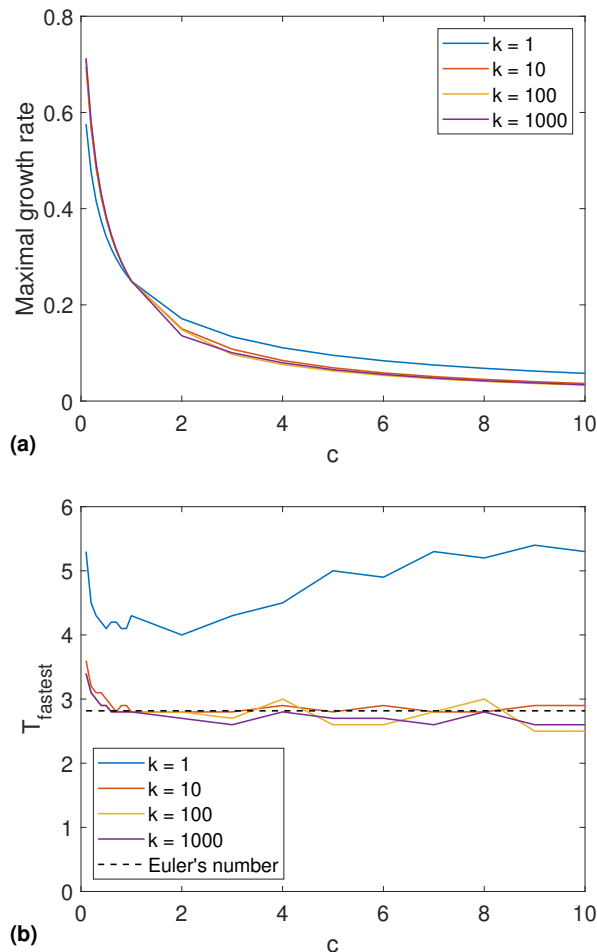 Maximal growth rate
0.8
0.6
0.4
0.2
0
0 2 4 6 8 10
c
k = 1
k = 10
k = 100
k = 1000
(a)
T_fastest
6
5
4
3
2
1
0
0 2 4 6 8 10
c
k = 1
k = 10
k = 100
k = 1000
Euler's number
(b)